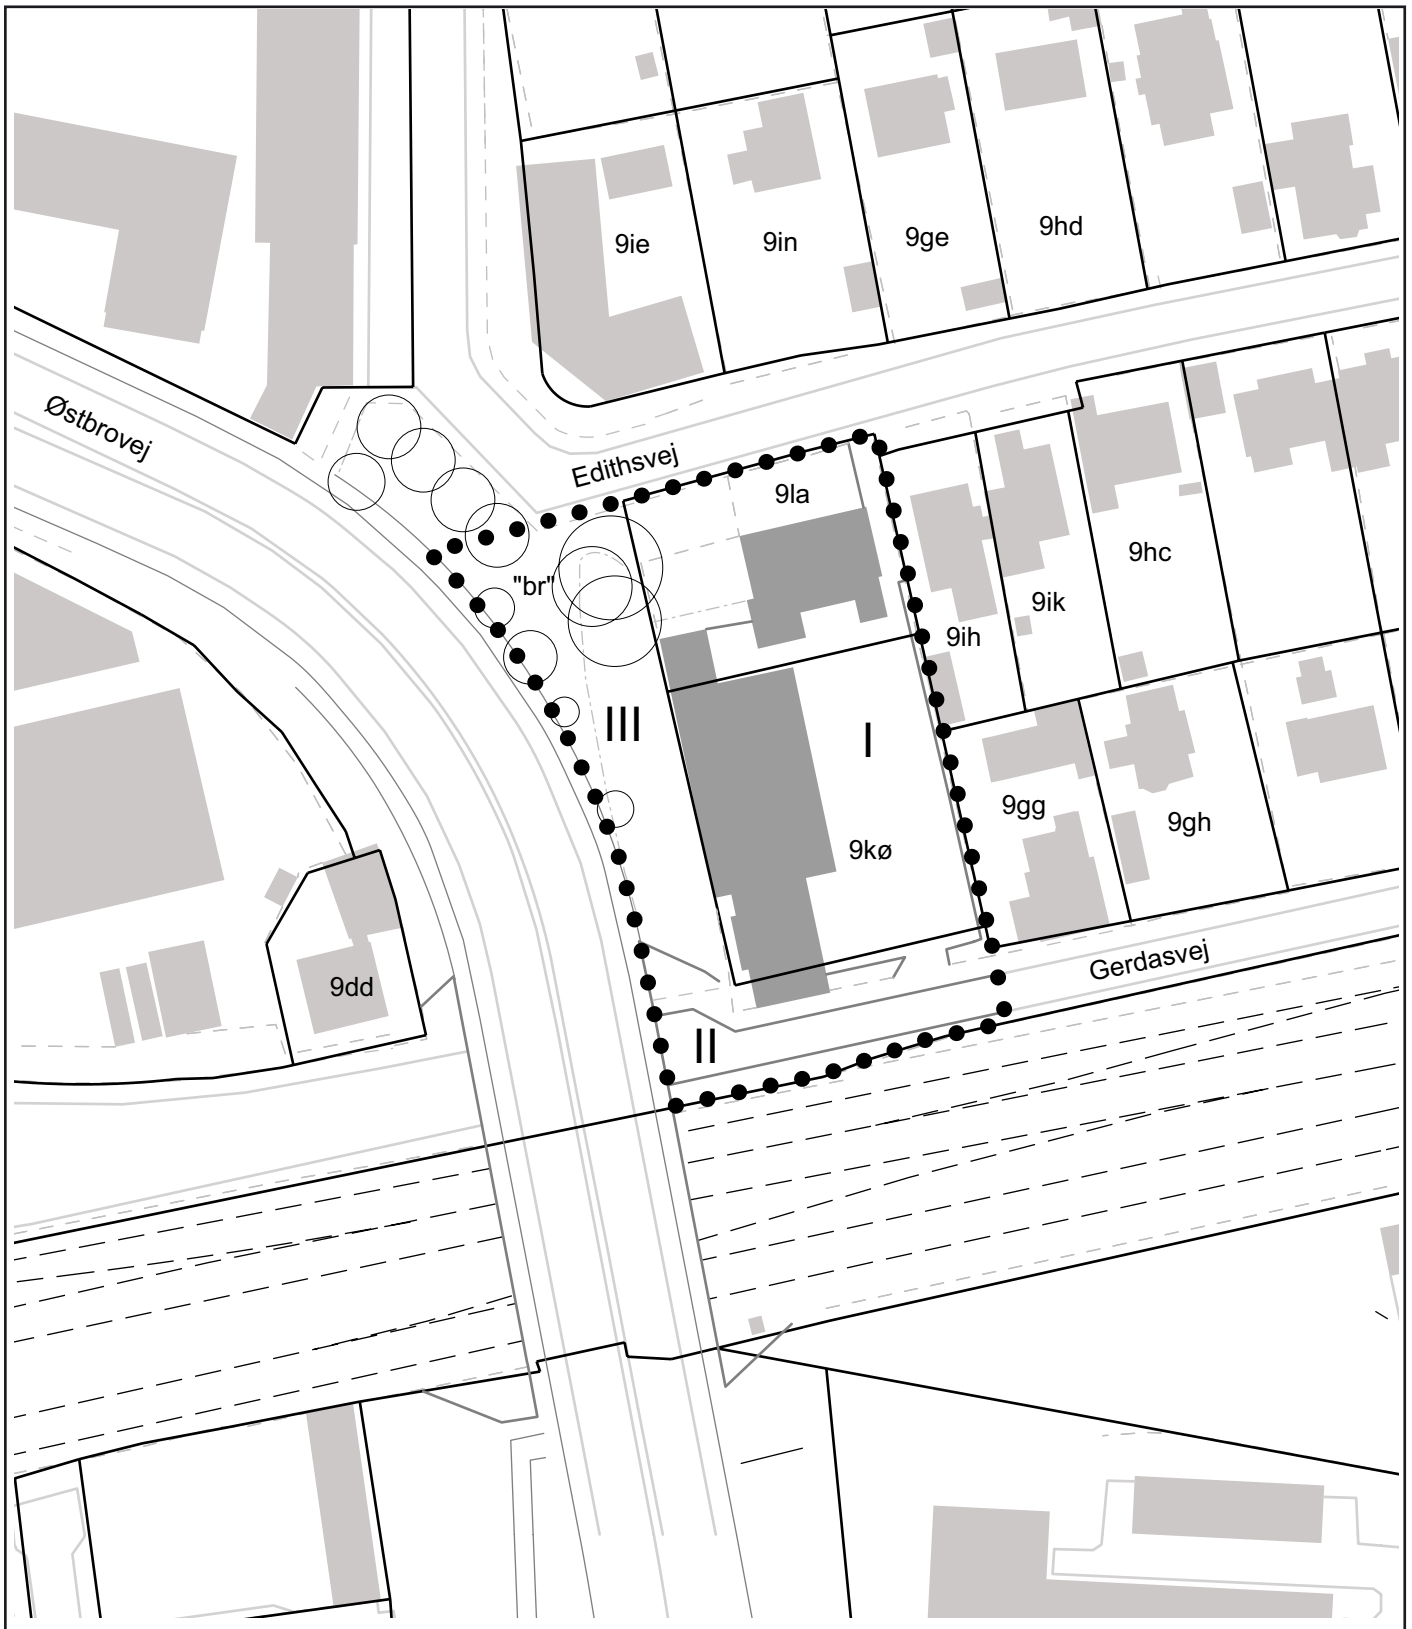 9hd
9ge
9in
9ie
Østbrovej
Edithsvej
9la
9hc
"br"
9ik
9ih
III
I
9gg
9gh
9kø
Gerdasvej
9dd
II